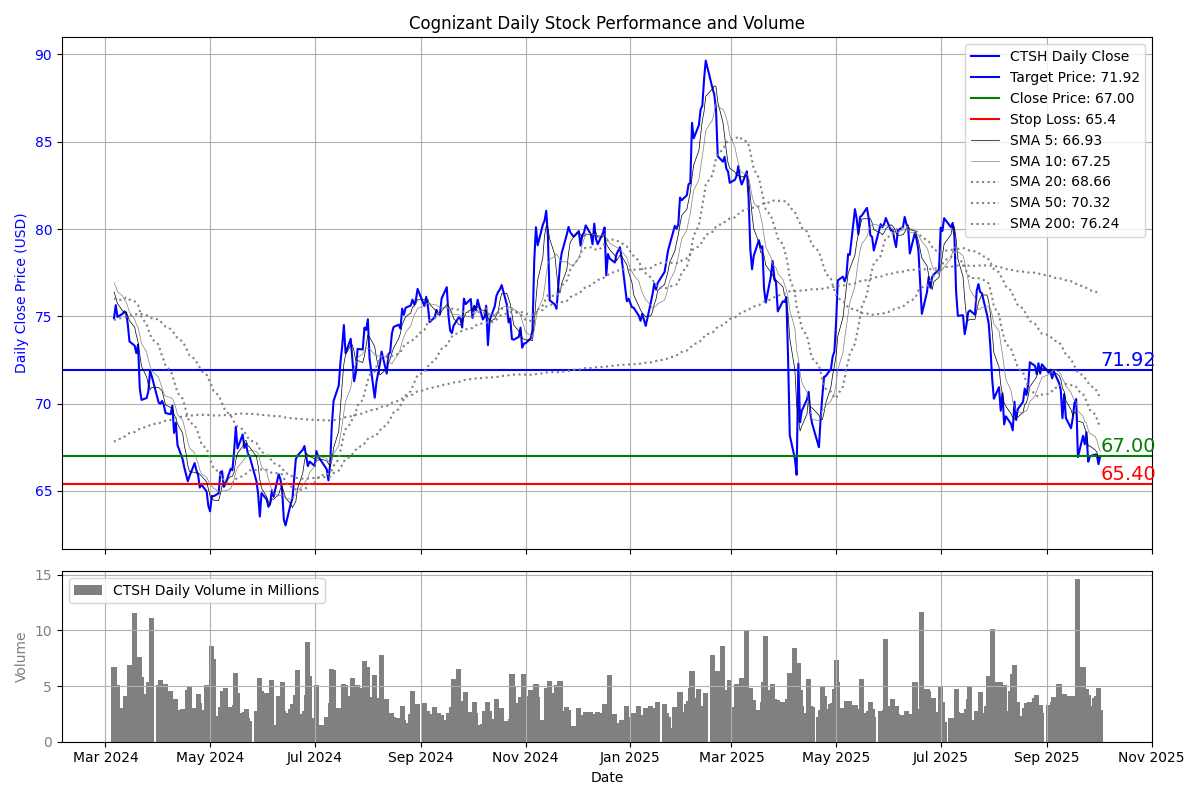 Cognizant Daily Stock Performance and Volume
90
85
80
75
70
65
Daily Close Price (USD)
CTSH Daily Close
Target Price: 71.92
Close Price: 67.00
Stop Loss: 65.4
SMA 5: 66.93
SMA 10: 67.25
SMA 20: 68.66
SMA 50: 70.32
SMA 200: 76.24
71.92
67.00
65.40
15
10
5
0
Volume
CTSH Daily Volume in Millions
Mar 2024 May 2024 Jul 2024 Sep 2024 Nov 2024 Jan 2025 Mar 2025 May 2025 Jul 2025 Sep 2025 Nov 2025
Date